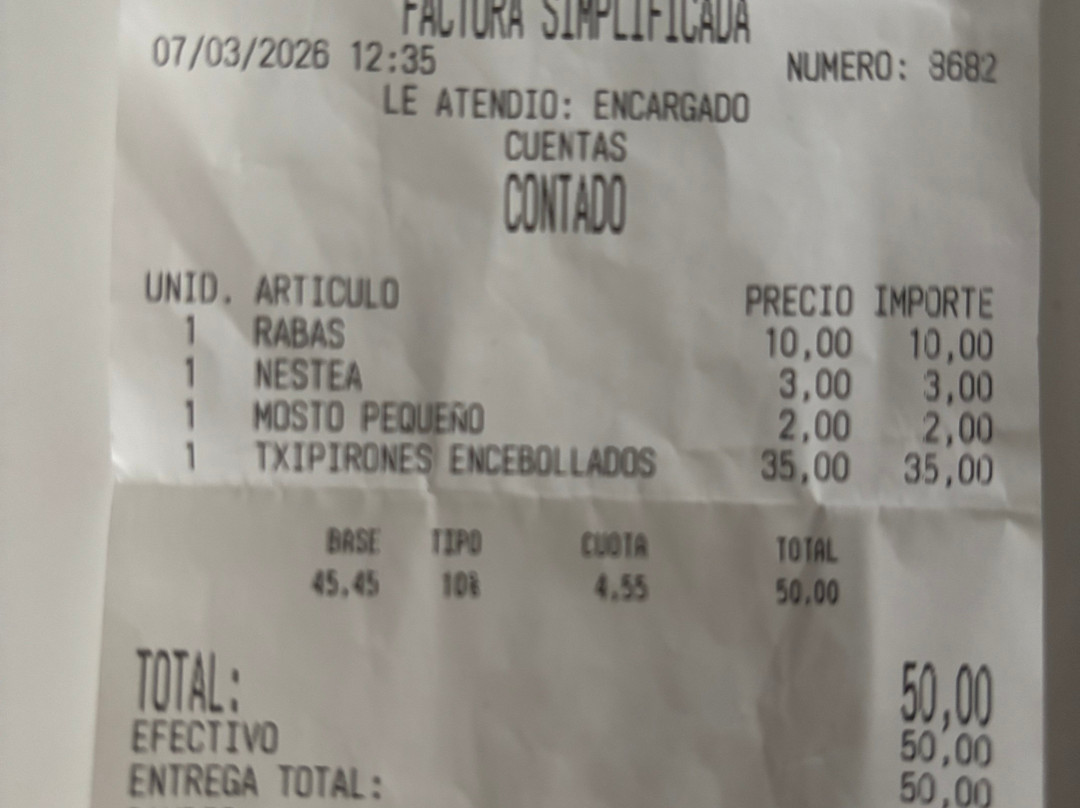 FACTURA SIMPLIFICADA
07/03/2026 12:35 NUMERO: 3682
LE ATENDIO: ENCARGADO
CUENTAS
CONTADO
UNID. ARTICULO PRECIO IMPORTE
1 RABAS 10,00 10,00
1 NESTEA 3,00 3,00
1 MOSTO PEQUEÑO 2,00 2,00
1 TXIPIRONES ENCEBOLLADOS 35,00 35,00
BASE TIPO CUOTA TOTAL
45.45 10% 4.55 50.00
TOTAL: 50,00
EFECTIVO 50,00
ENTREGA TOTAL: 50,00